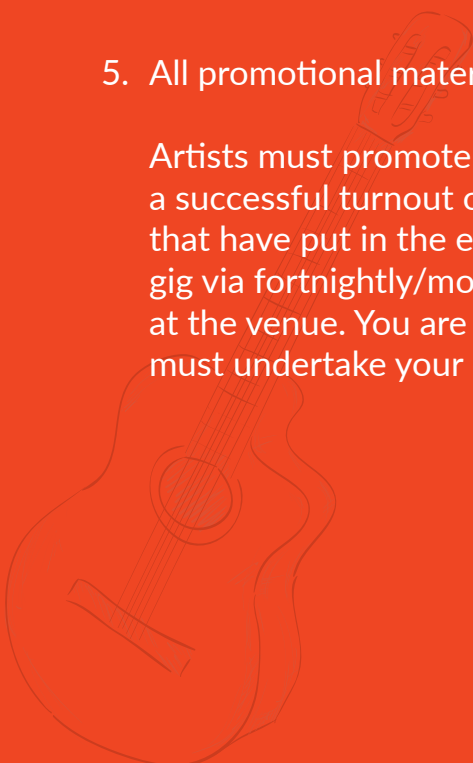 5. All promotional mater
Artists must promote
a successful turnout o
that have put in the e
gig via fortnightly/mo
at the venue. You are
must undertake your